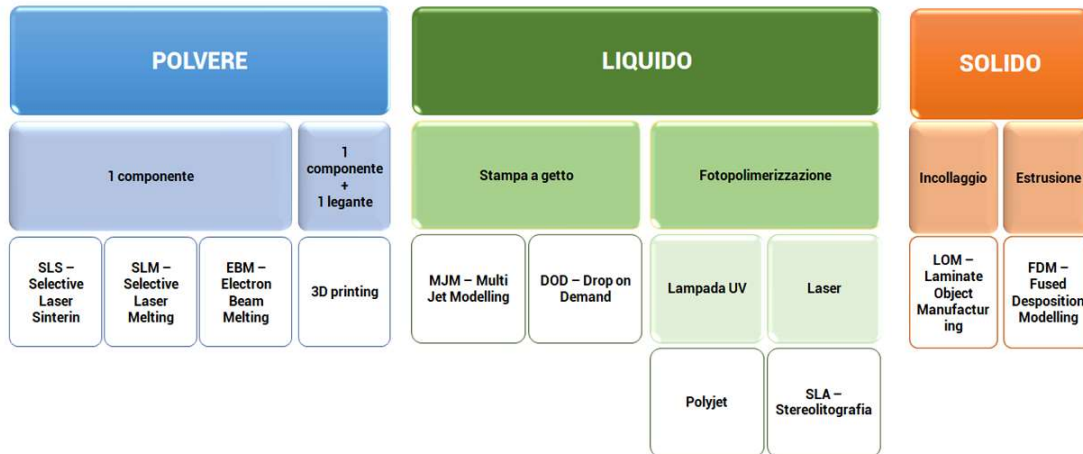 POLVERE
LIQUIDO
SOLIDO
1 componente
1
componente
+
1 legante
Stampa a getto
Fotopolimerizzazione
Incollaggio
Estrusione
SLS –
Selective
Laser
Sinterin
SLM –
Selective
Laser
Melting
EBM –
Electron
Beam
Melting
3D printing
MJM – Multi
Jet Modelling
DOD – Drop on
Demand
Lampada UV
Laser
LOM –
Laminate
Object
Manufactur
ing
FDM –
Fused
Desposition
Modelling
Polyjet
SLA –
Stereolitografia